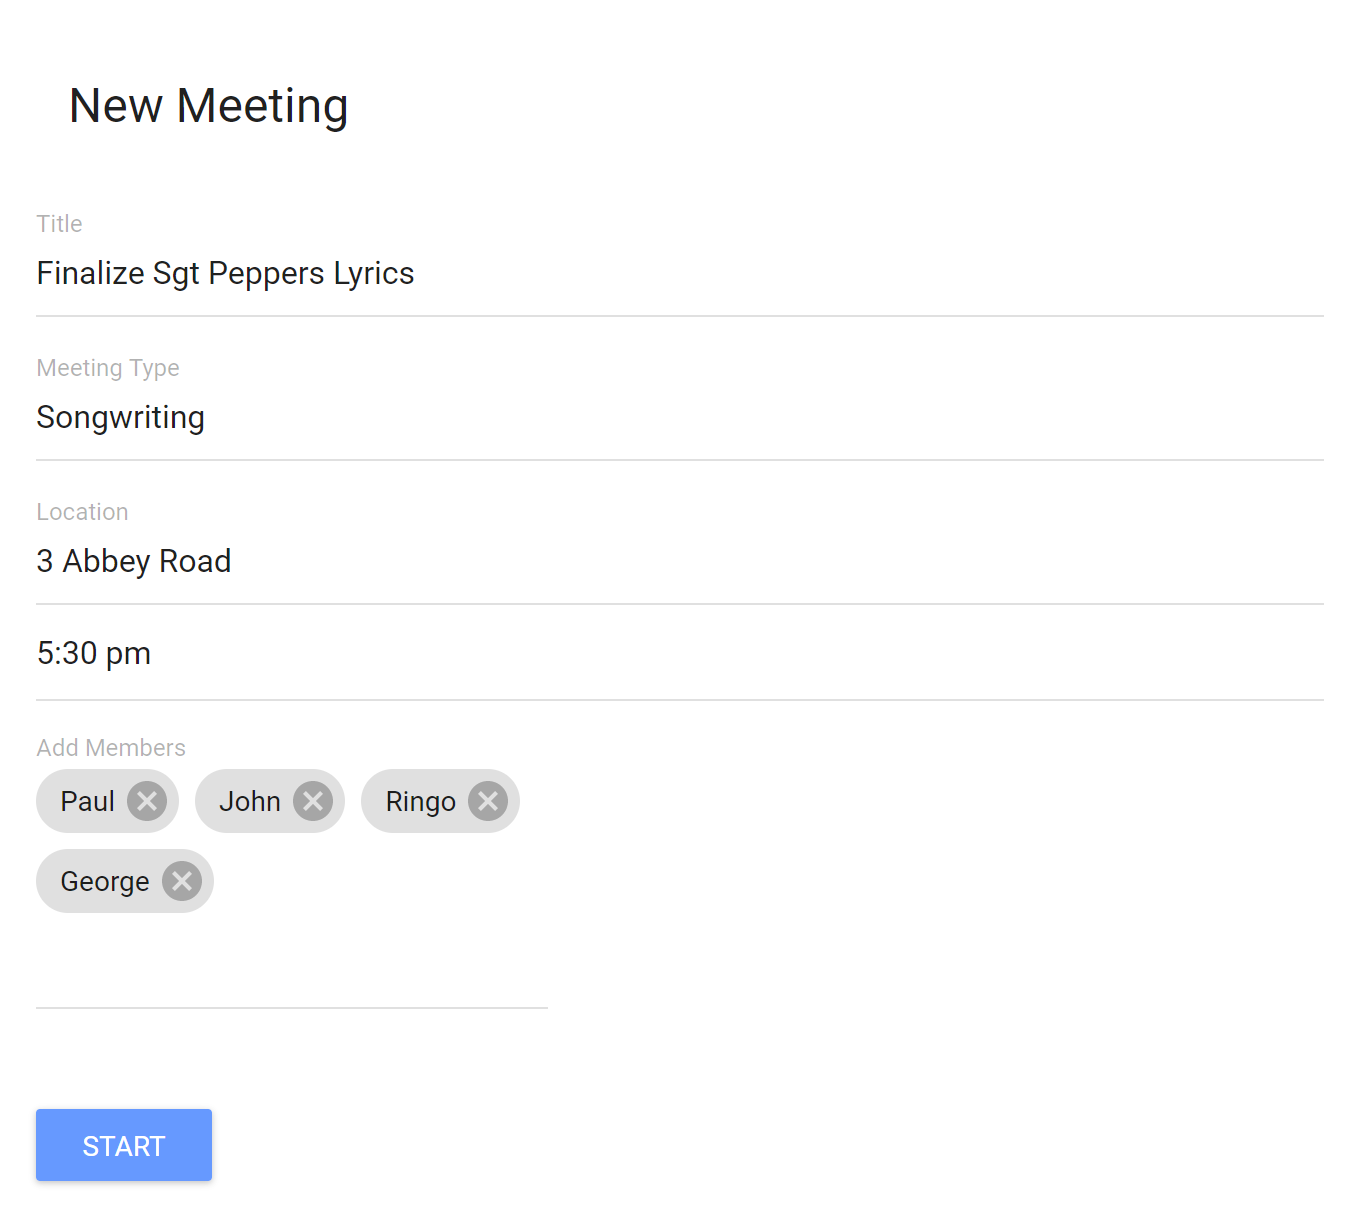 New Meeting
Title
Finalize Sgt Peppers Lyrics
Meeting Type
Songwriting
Location
3 Abbey Road
5:30 pm
Add Members
Paul John Ringo
George
START